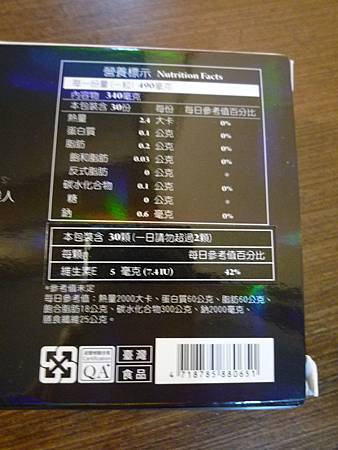 營養標示 Nutrition Facts
每一份量(一粒) 490毫克
內容物 340毫克
本包裝含 30份 每份 每日參考值百分比
熱量 2.4 大卡 0%
蛋白質 0.1 公克 0%
脂肪 0.2 公克 0%
飽和脂肪 0.03 公克 0%
反式脂肪 0 公克 *
碳水化合物 0.1 公克 0%
糖 0 公克 *
鈉 0.6 毫克 0%
人
本包裝含 30顆(一日請勿超過2顆)
每顆 每日參考值百分比
維生素E 5 毫克 (7.4IU) 42%
*參考值未定
每日參考值:熱量2000大卡、蛋白質60公克、脂肪60公克、
飽和脂肪18公克、碳水化合物300公克、鈉2000毫克、
膳食纖維25公克。
Certification
QA
臺灣
食品
4 718785 880651